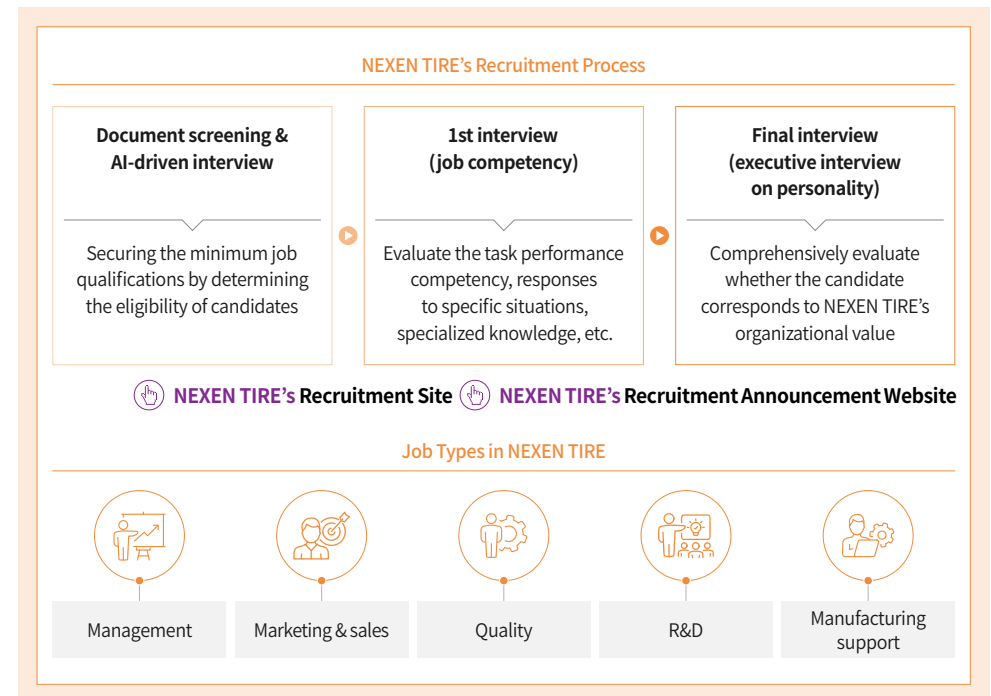 NEXEN TIRE’s Recruitment Process
Document screening &
AI-driven interview
Securing the minimum job
qualifications by determining
the eligibility of candidates
1st interview
(job competency)
Evaluate the task performance
competency, responses
to specific situations,
specialized knowledge, etc.
Final interview
(executive interview
on personality)
Comprehensively evaluate
whether the candidate
corresponds to NEXEN TIRE’s
organizational value
NEXEN TIRE’s Recruitment Site
NEXEN TIRE’s Recruitment Announcement Website
Job Types in NEXEN TIRE
Management
Marketing & sales
Quality
R&D
Manufacturing
support